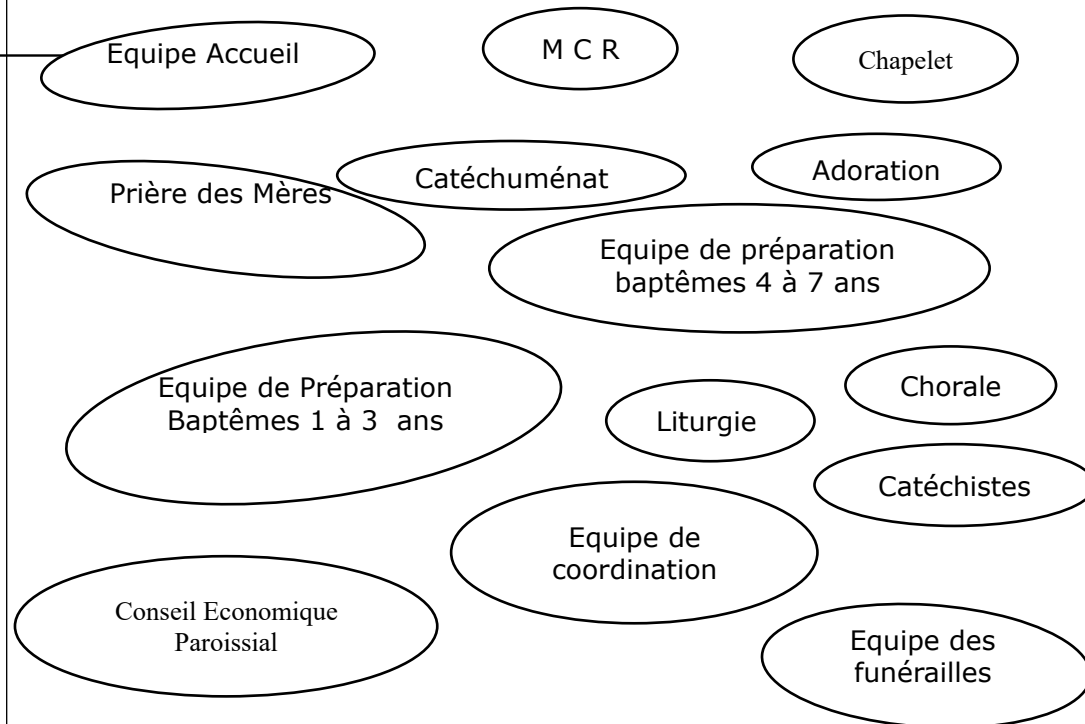 Equipe Accueil
M C R
Chapelet
Prière des Mères
Catéchuménat
Adoration
Equipe de préparation
baptêmes 4 à 7 ans
Equipe de Préparation
Baptêmes 1 à 3  ans
Liturgie
Chorale
Catéchistes
Equipe de
coordination
Conseil Economique
Paroissial
Equipe des
funérailles